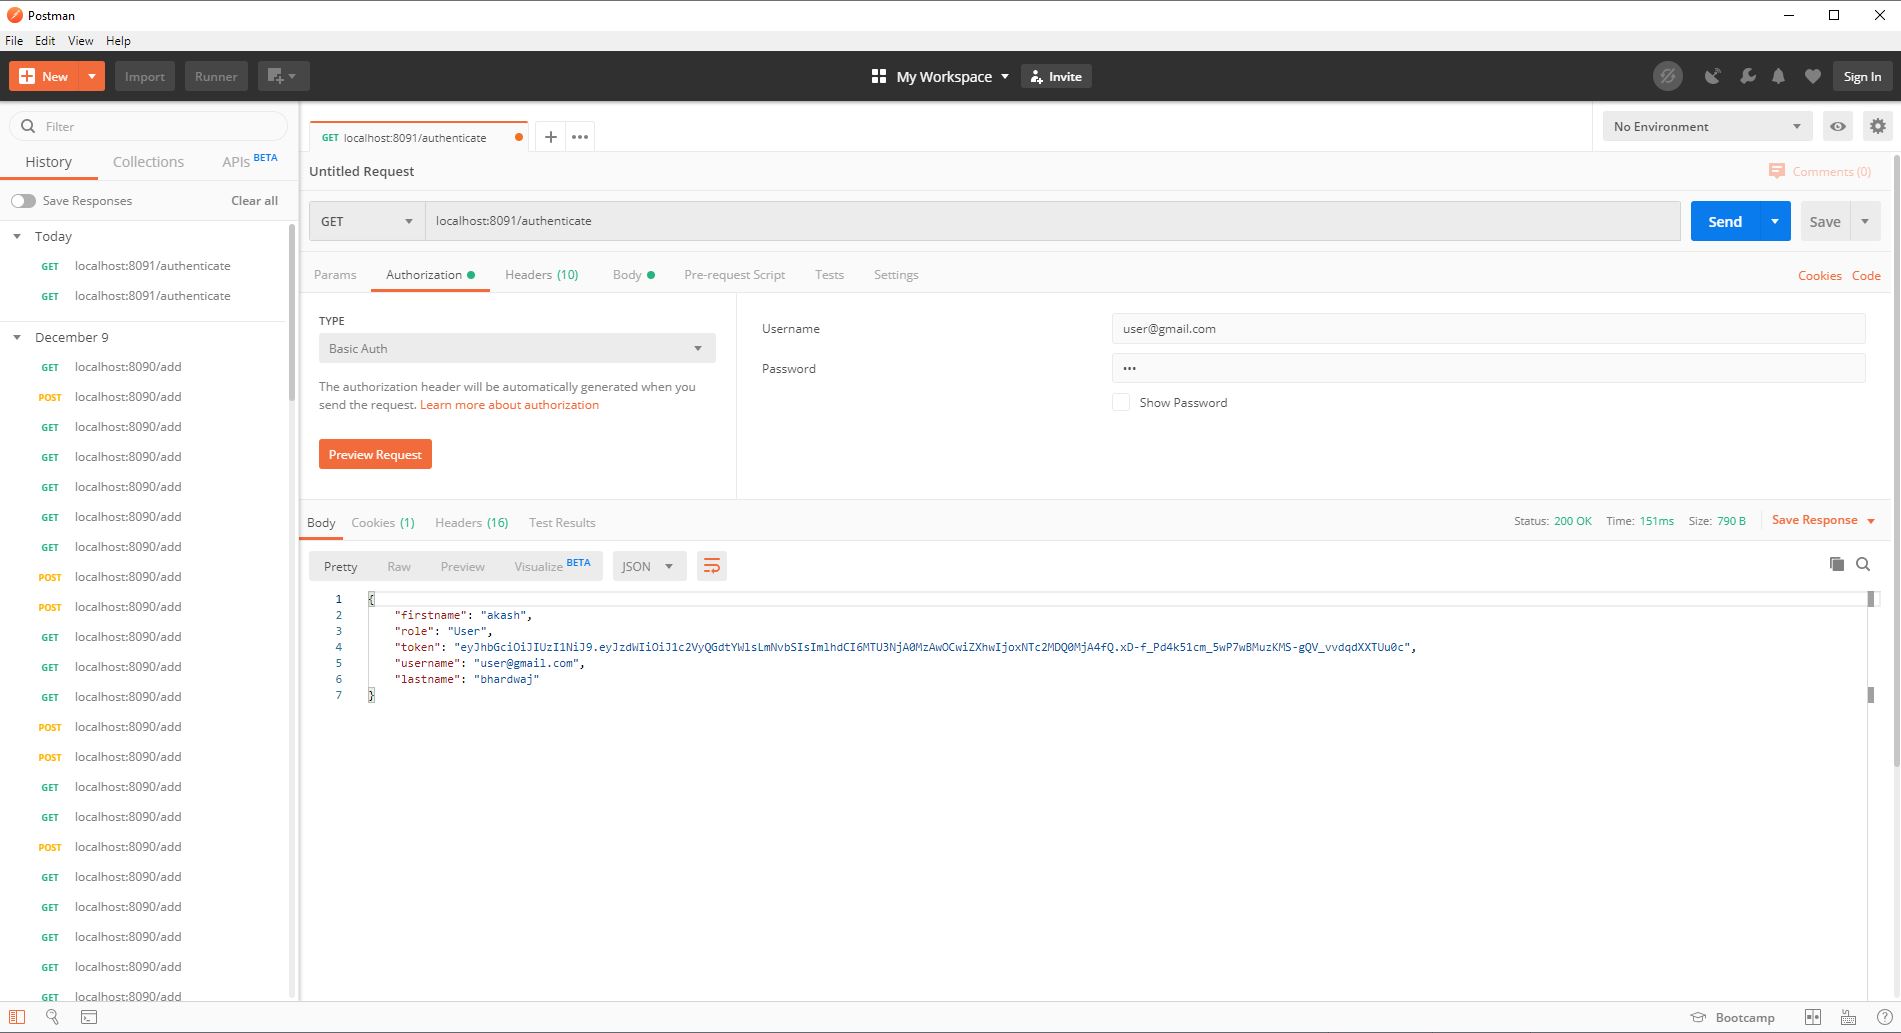 Postman
File Edit View Help
New Import Runner My Workspace Invite Sign In
Filter
History Collections APIs BETA
Save Responses Clear all
Today
GET localhost:8091/authenticate
GET localhost:8091/authenticate
December 9
GET localhost:8090/add
POST localhost:8090/add
GET localhost:8090/add
GET localhost:8090/add
GET localhost:8090/add
GET localhost:8090/add
GET localhost:8090/add
POST localhost:8090/add
POST localhost:8090/add
GET localhost:8090/add
GET localhost:8090/add
GET localhost:8090/add
POST localhost:8090/add
POST localhost:8090/add
GET localhost:8090/add
GET localhost:8090/add
POST localhost:8090/add
GET localhost:8090/add
GET localhost:8090/add
GET localhost:8090/add
GET localhost:8090/add
GET localhost:8090/add
GET localhost:8091/authenticate
No Environment
Untitled Request
Comments (0)
GET localhost:8091/authenticate Send Save
Params Authorization Headers (10) Body Pre-request Script Tests Settings Cookies Code
TYPE
Basic Auth
The authorization header will be automatically generated when you
send the request. Learn more about authorization
Preview Request
Username user@gmail.com
Password •••
Show Password
Body Cookies (1) Headers (16) Test Results Status: 200 OK Time: 151ms Size: 790 B Save Response
Pretty Raw Preview Visualize BETA JSON
1 {
2 "firstname": "akash",
3 "role": "User",
4 "token": "eyJhbGciOiJIUzI1NiJ9.eyJzdWIiOiJ1c2VyQGdtYWlsLmNvbSIsImlhdCI6MTU3NjA0MzAwOCwiZXhwIjoxNTc2MDQ0MjA4fQ.xD-f_Pd4k51cm_5wP7wBMuzKMS-gQV_vvdqdXXTUu0c",
5 "username": "user@gmail.com",
6 "lastname": "bhardwaj"
7 }
Bootcamp